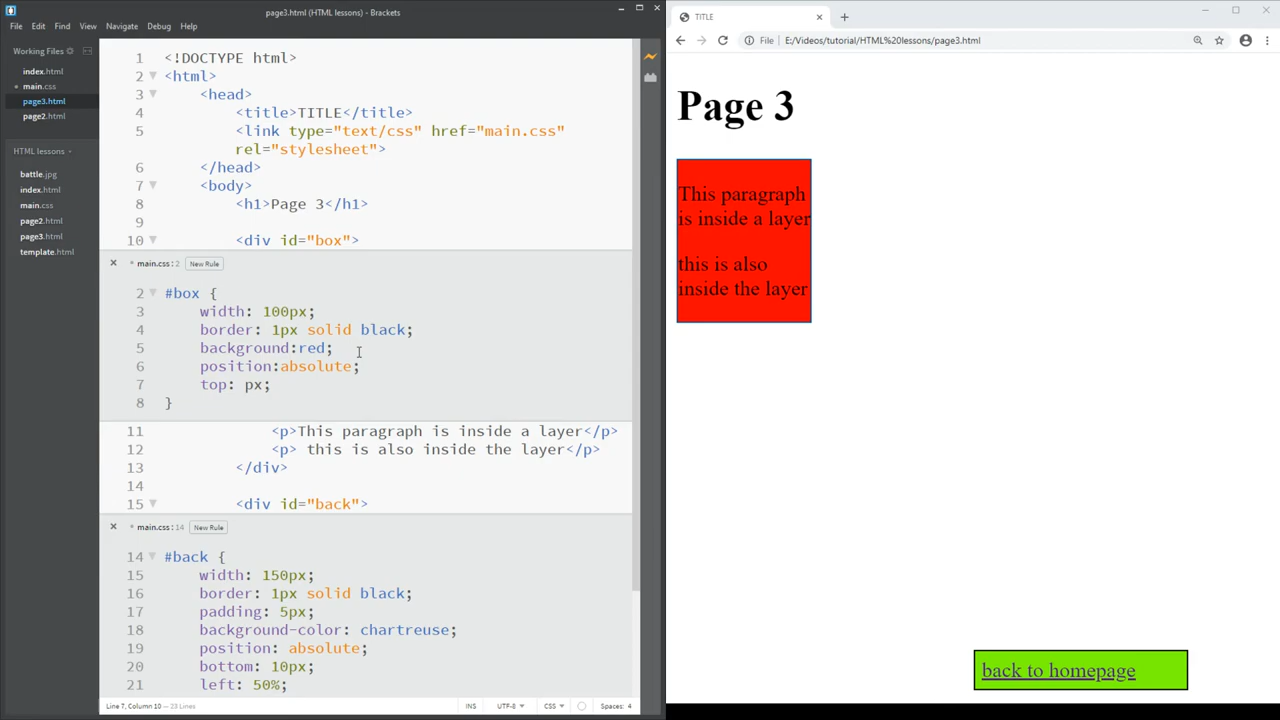 page3.html (HTML lessons) - Brackets
File Edit Find View Navigate Debug Help
Working Files
index.html
main.css
page3.html
page2.html
HTML lessons
battle.jpg
index.html
main.css
page2.html
page3.html
template.html
1 <!DOCTYPE html>
2 <html>
3 <head>
4 <title>TITLE</title>
5 <link type="text/css" href="main.css"
rel="stylesheet">
6 </head>
7 <body>
8 <h1>Page 3</h1>
9
10 <div id="box">
main.css : 2 New Rule
2 #box {
3 width: 100px;
4 border: 1px solid black;
5 background:red;
6 position:absolute;
7 top: px;
8 }
11 <p>This paragraph is inside a layer</p>
12 <p> this is also inside the layer</p>
13 </div>
14
15 <div id="back">
main.css : 14 New Rule
14 #back {
15 width: 150px;
16 border: 1px solid black;
17 padding: 5px;
18 background-color: chartreuse;
19 position: absolute;
20 bottom: 10px;
21 left: 50%;
Line 7, Column 10 — 23 Lines
INS UTF-8 CSS Spaces: 4
TITLE
File E:/Videos/tutorial/HTML%20lessons/page3.html
Page 3
This paragraph
is inside a layer
this is also
inside the layer
back to homepage